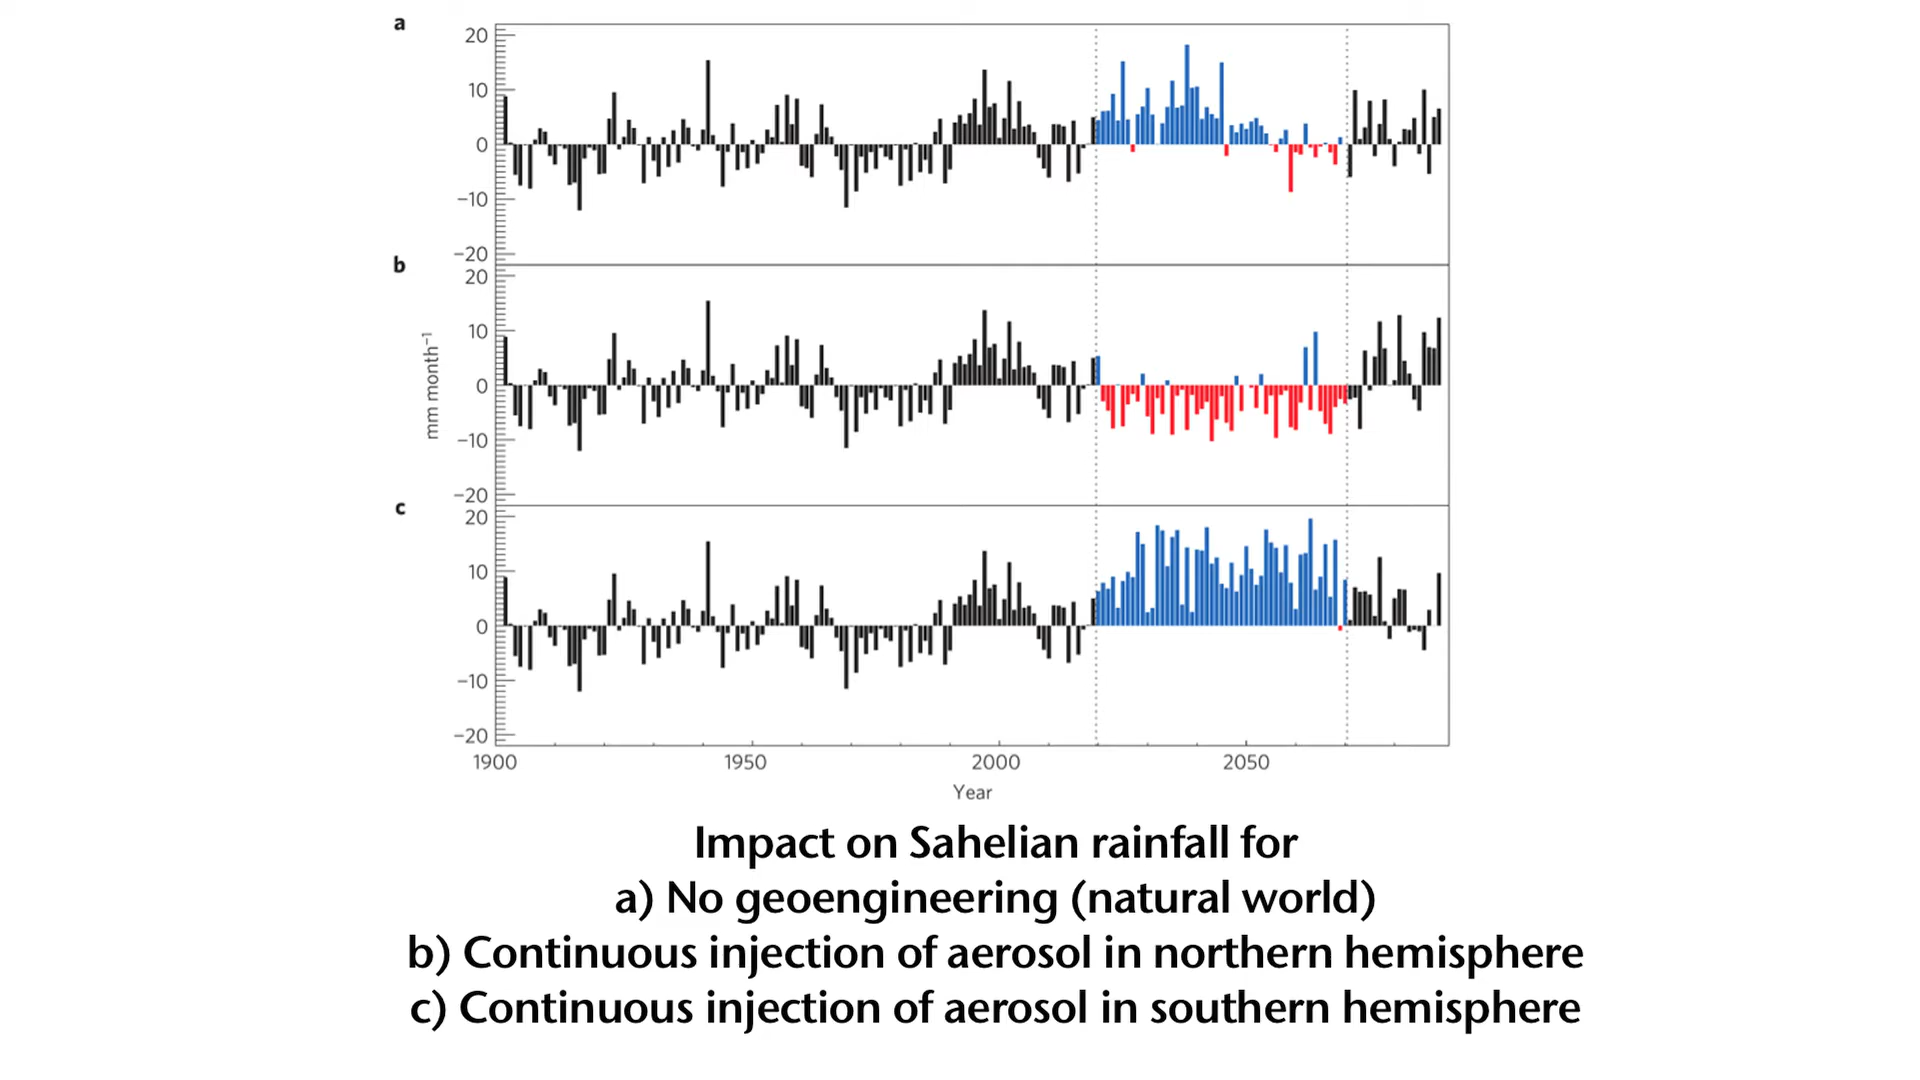 a
20
10
0
−10
−20
b
20
10
0
−10
−20
mm month⁻¹
c
20
10
0
−10
−20
1900 1950 2000 2050
Year
Impact on Sahelian rainfall for
a) No geoengineering (natural world)
b) Continuous injection of aerosol in northern hemisphere
c) Continuous injection of aerosol in southern hemisphere